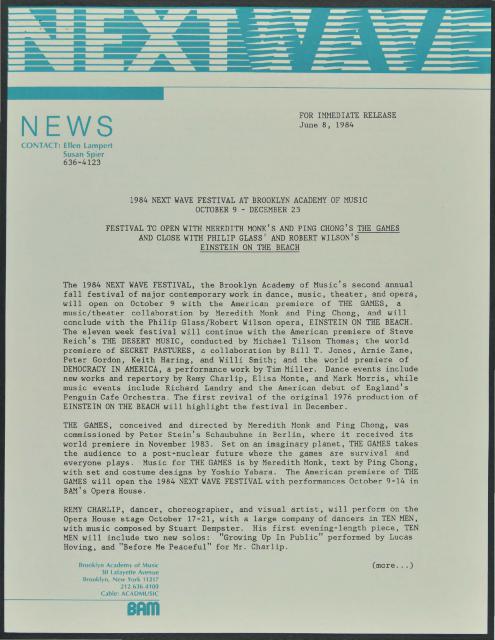 NEXT WAVE
NEWS
CONTACT: Ellen Lampert
Susan Spier
636-4123
FOR IMMEDIATE RELEASE
June 8, 1984
1984 NEXT WAVE FESTIVAL AT BROOKLYN ACADEMY OF MUSIC
OCTOBER 9 - DECEMBER 23
FESTIVAL TO OPEN WITH MEREDITH MONK'S AND PING CHONG'S THE GAMES
AND CLOSE WITH PHILIP GLASS' AND ROBERT WILSON'S
EINSTEIN ON THE BEACH
The 1984 NEXT WAVE FESTIVAL, the Brooklyn Academy of Music's second annual
fall festival of major contemporary work in dance, music, theater, and opera,
will open on October 9 with the American premiere of THE GAMES, a
music/theater collaboration by Meredith Monk and Ping Chong, and will
conclude with the Philip Glass/Robert Wilson opera, EINSTEIN ON THE BEACH.
The eleven week festival will continue with the American premiere of Steve
Reich's THE DESERT MUSIC, conducted by Michael Tilson Thomas; the world
premiere of SECRET PASTURES, a collaboration by Bill T. Jones, Arnie Zane,
Peter Gordon, Keith Haring, and Willi Smith; and the world premiere of
DEMOCRACY IN AMERICA, a performance work by Tim Miller. Dance events include
new works and repertory by Remy Charlip, Elisa Monte, and Mark Morris, while
music events include Richard Landry and the American debut of England's
Penguin Cafe Orchestra. The first revival of the original 1976 production of
EINSTEIN ON THE BEACH will highlight the festival in December.
THE GAMES, conceived and directed by Meredith Monk and Ping Chong, was
commissioned by Peter Stein's Schaubuhne in Berlin, where it received its
world premiere in November 1983. Set on an imaginary planet, THE GAMES takes
the audience to a post-nuclear future where the games are survival and
everyone plays. Music for THE GAMES is by Meredith Monk, text by Ping Chong,
with set and costume designs by Yoshio Yabara. The American premiere of THE
GAMES will open the 1984 NEXT WAVE FESTIVAL with performances October 9-14 in
BAM's Opera House.
REMY CHARLIP, dancer, choreographer, and visual artist, will perform on the
Opera House stage October 17-21, with a large company of dancers in TEN MEN,
with music composed by Stuart Dempster. His first evening-length piece, TEN
MEN will include two new solos: "Growing Up In Public" performed by Lucas
Hoving, and "Before Me Peaceful" for Mr. Charlip.
(more...)
Brooklyn Academy of Music
30 Lafayette Avenue
Brooklyn, New York 11217
212.636.4100
Cable: ACADMUSIC
BAM